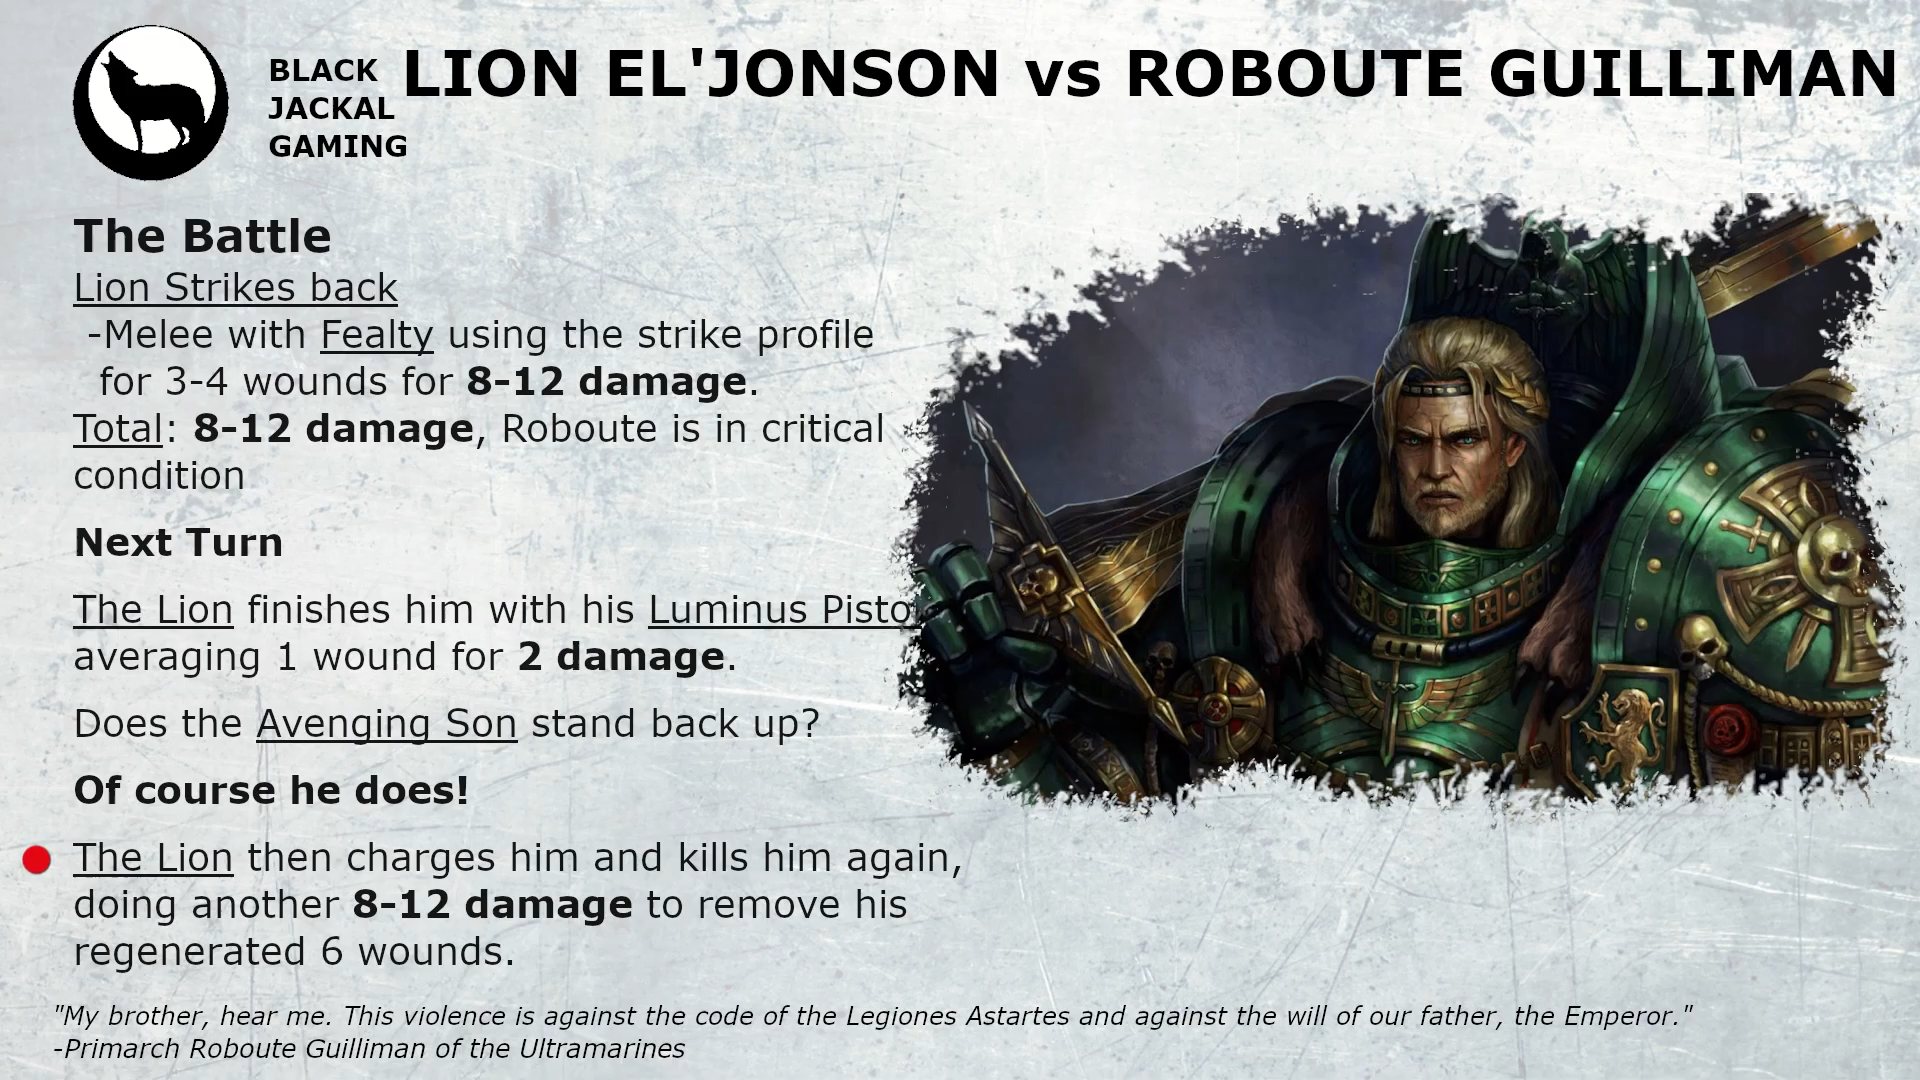 BLACK
JACKAL
GAMING
LION EL'JONSON vs ROBOUTE GUILLIMAN
The Battle
Lion Strikes back
-Melee with Fealty using the strike profile
for 3-4 wounds for 8-12 damage.
Total: 8-12 damage, Roboute is in critical
condition
Next Turn
The Lion finishes him with his Luminus Pisto
averaging 1 wound for 2 damage.
Does the Avenging Son stand back up?
Of course he does!
The Lion then charges him and kills him again,
doing another 8-12 damage to remove his
regenerated 6 wounds.
"My brother, hear me. This violence is against the code of the Legiones Astartes and against the will of our father, the Emperor."
-Primarch Roboute Guilliman of the Ultramarines